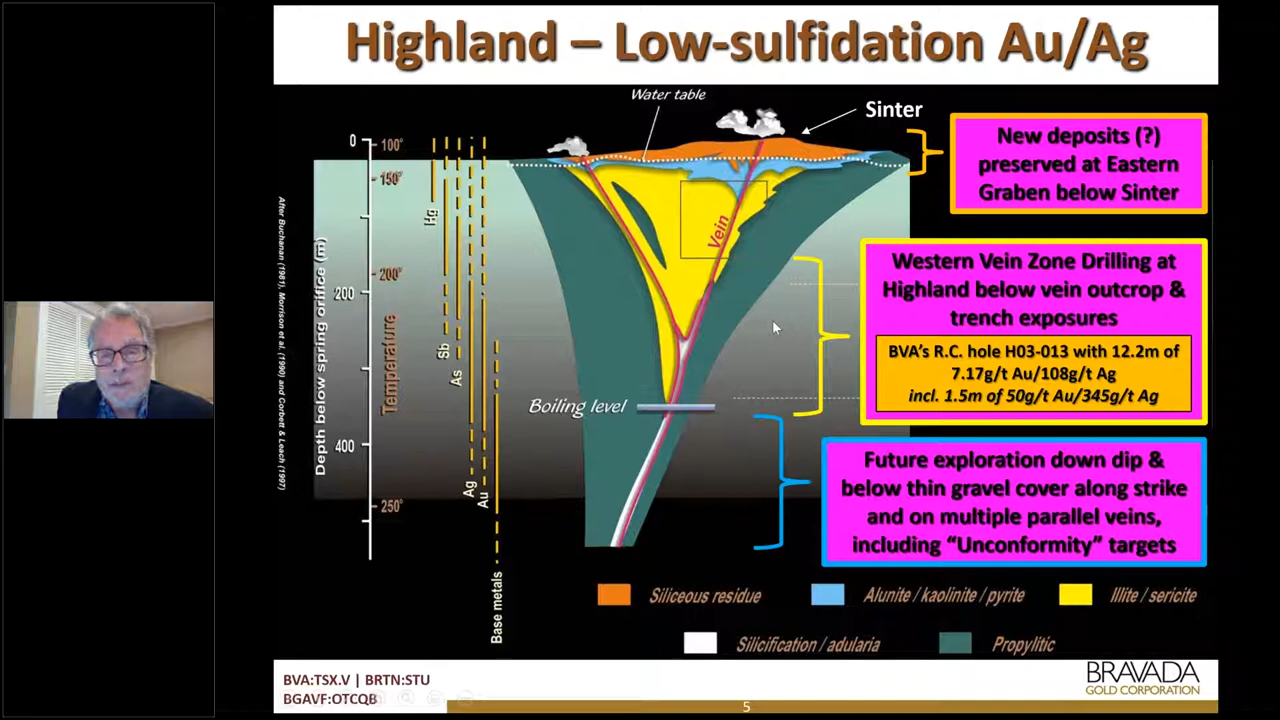 Highland – Low-sulfidation Au/Ag
Water table
Sinter
0
100°
150°
200°
200
400
250°
Depth below spring orifice (m)
Temperature
After Buchanan (1981), Morrison et al. (1990) and Corbett & Leach (1997)
Hg
Sb
As
Ag
Au
Base metals
Vein
Boiling level
New deposits (?)
preserved at Eastern
Graben below Sinter
Western Vein Zone Drilling at
Highland below vein outcrop &
trench exposures
BVA's R.C. hole H03-013 with 12.2m of
7.17g/t Au/108g/t Ag
incl. 1.5m of 50g/t Au/345g/t Ag
Future exploration down dip &
below thin gravel cover along strike
and on multiple parallel veins,
including “Unconformity” targets
Siliceous residue
Alunite / kaolinite / pyrite
Illite / sericite
Silicification / adularia
Propylitic
BVA:TSX.V | BRTN:STU
BGAVF:OTCQB
5
BRAVADA
GOLD CORPORATION